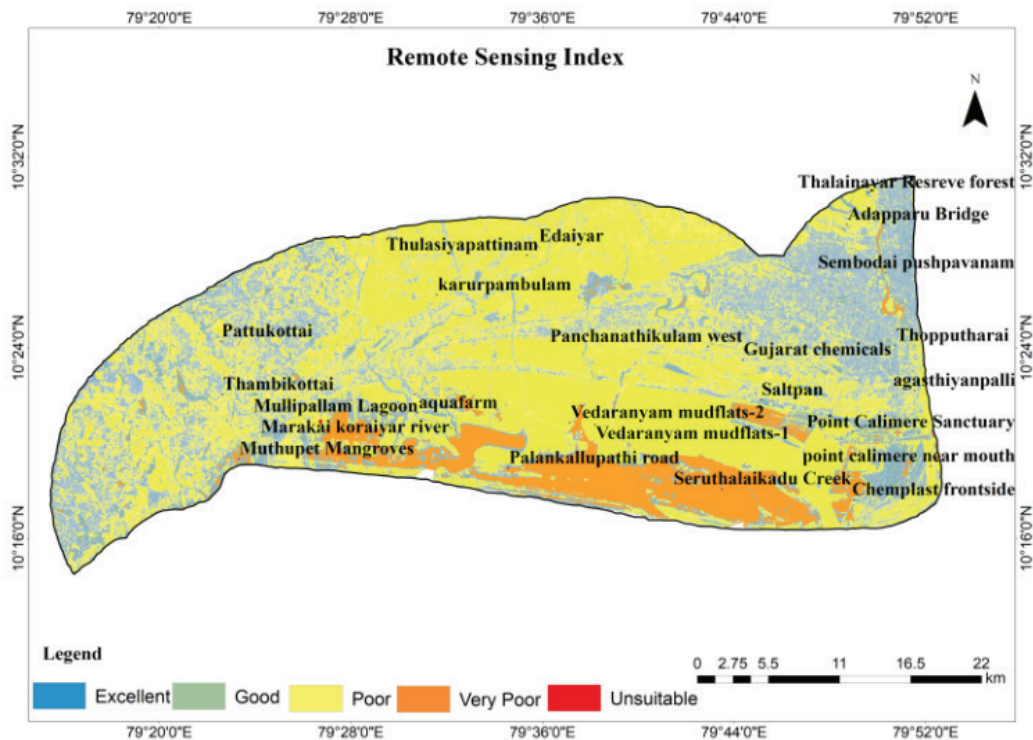 79°20'0"E 79°28'0"E 79°36'0"E 79°44'0"E 79°52'0"E
Remote Sensing Index
N
10°32'0"N 10°32'0"N
Thalainayar Resreve forest
Adapparu Bridge
Thulasiyapattinam Edaiyar
Sembodai pushpavanam
karurpambulam
Pattukottai Panchanathikulam west Thopputharai
10°24'0"N Gujarat chemicals 10°24'0"N
Thambikottai Saltpan agasthiyanpalli
Mullipallam Lagoon aquafarm Vedaranyam mudflats-2 Point Calimere Sanctuary
Marakai koraiyar river Vedaranyam mudflats-1
Muthupet Mangroves Palankallupathi road point calimere near mouth
Seruthalaikadu Creek Chemplast frontside
10°16'0"N 10°16'0"N
Legend
0 2.75 5.5 11 16.5 22
km
Excellent Good Poor Very Poor Unsuitable
79°20'0"E 79°28'0"E 79°36'0"E 79°44'0"E 79°52'0"E